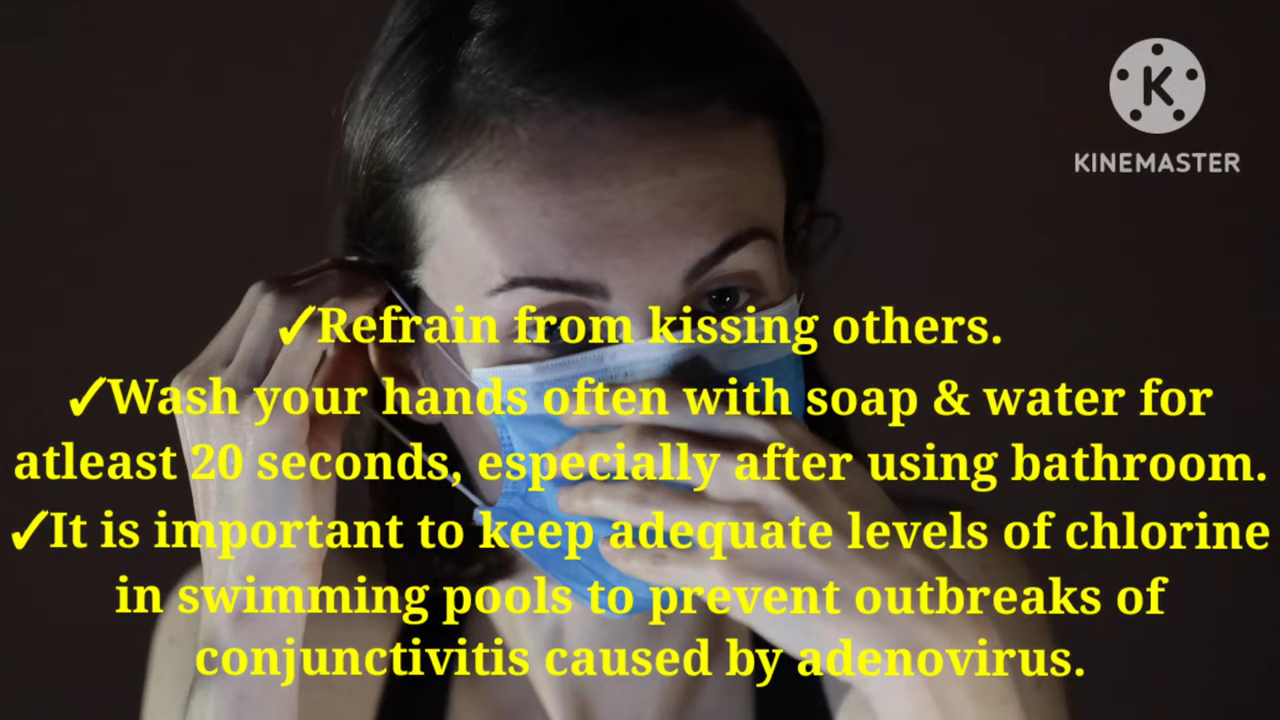 KINEMASTER
✓Refrain from kissing others.
✓Wash your hands often with soap & water for
atleast 20 seconds, especially after using bathroom.
✓It is important to keep adequate levels of chlorine
in swimming pools to prevent outbreaks of
conjunctivitis caused by adenovirus.